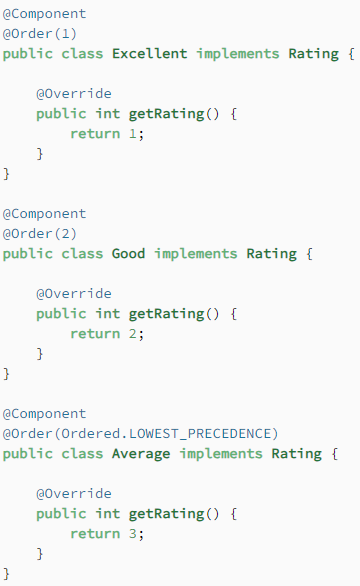 @Component
@Order(1)
public class Excellent implements Rating {

    @Override
    public int getRating() {
        return 1;
    }
}

@Component
@Order(2)
public class Good implements Rating {

    @Override
    public int getRating() {
        return 2;
    }
}

@Component
@Order(Ordered.LOWEST_PRECEDENCE)
public class Average implements Rating {

    @Override
    public int getRating() {
        return 3;
    }
}